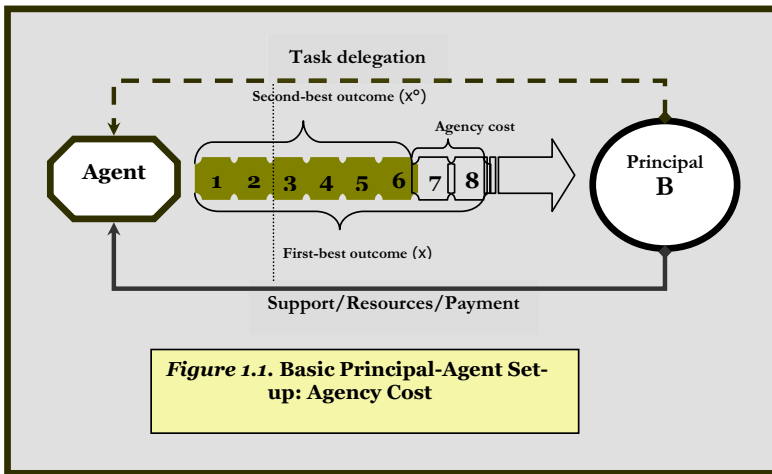 Task delegation
Second-best outcome (x°)
Agency cost
Agent
1 2 3 4 5 6 7 8
Principal
B
First-best outcome (x)
Support/Resources/Payment
Figure 1.1. Basic Principal-Agent Set-
up: Agency Cost